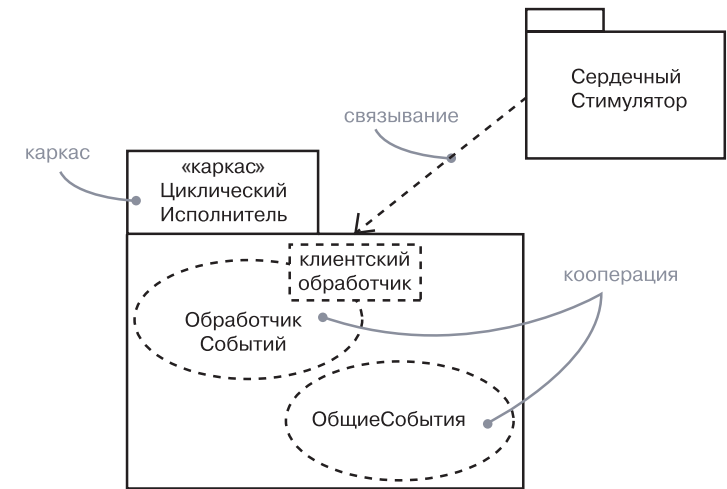 Сердечный
Стимулятор
связывание
каркас
«каркас»
Циклический
Исполнитель
клиентский
обработчик
кооперация
Обработчик
Событий
ОбщиеСобытия